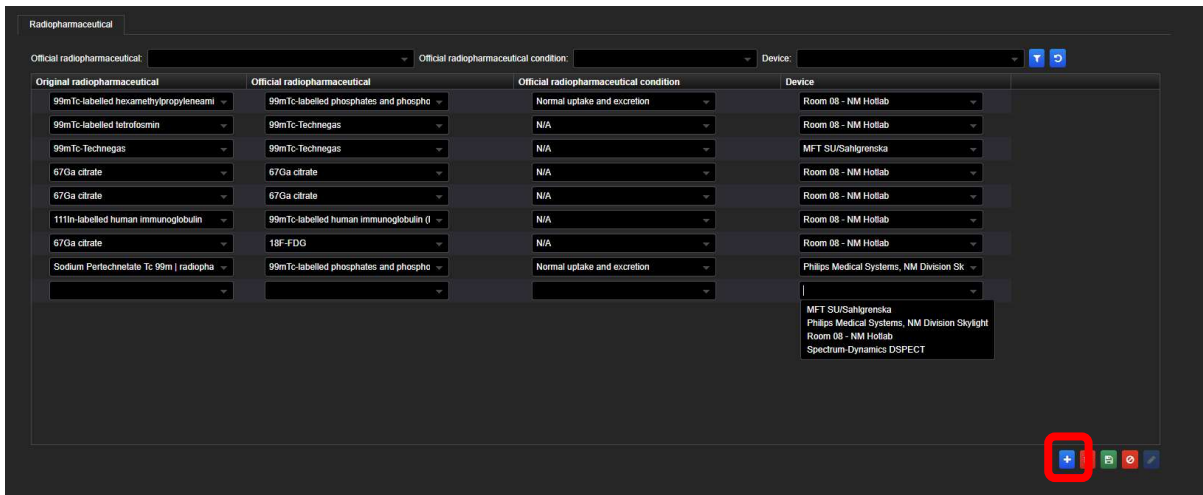 Radiopharmaceutical
Official radiopharmaceutical: Official radiopharmaceutical condition: Device:
Original radiopharmaceutical Official radiopharmaceutical Official radiopharmaceutical condition Device
99mTc-labelled hexamethylpropyleneami 99mTc-labelled phosphates and phospho Normal uptake and excretion Room 08 - NM Hotlab
99mTc-labelled tetrofosmin 99mTc-Technegas N/A Room 08 - NM Hotlab
99mTc-Technegas 99mTc-Technegas N/A MFT SU/Sahlgrenska
67Ga citrate 67Ga citrate N/A Room 08 - NM Hotlab
67Ga citrate 67Ga citrate N/A Room 08 - NM Hotlab
111In-labelled human immunoglobulin 99mTc-labelled human immunoglobulin (I N/A Room 08 - NM Hotlab
67Ga citrate 18F-FDG N/A Room 08 - NM Hotlab
Sodium Pertechnetate Tc 99m | radiopha 99mTc-labelled phosphates and phospho Normal uptake and excretion Philips Medical Systems, NM Division Sk
MFT SU/Sahlgrenska
Philips Medical Systems, NM Division Skylight
Room 08 - NM Hotlab
Spectrum-Dynamics DSPECT